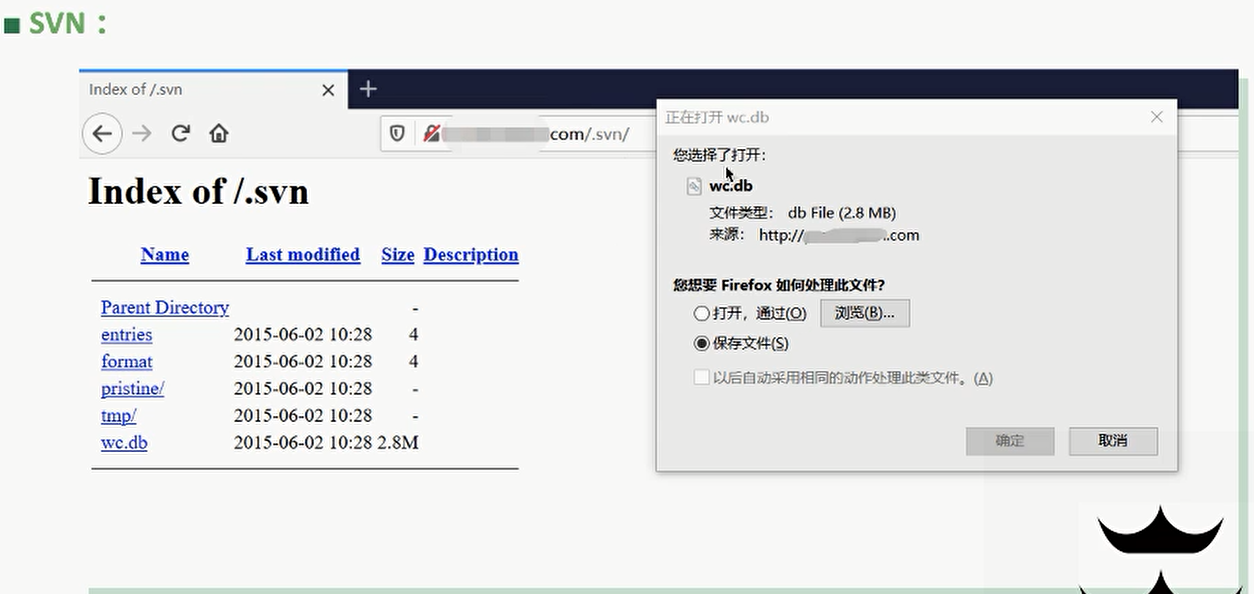 SVN：
Index of /.svn
com/.svn/
Index of /.svn
Name Last modified Size Description
Parent Directory -
entries 2015-06-02 10:28 4
format 2015-06-02 10:28 4
pristine/ 2015-06-02 10:28 -
tmp/ 2015-06-02 10:28 -
wc.db 2015-06-02 10:28 2.8M
正在打开 wc.db
您选择了打开：
wc.db
文件类型： db File (2.8 MB)
来源： http:// .com
您想要 Firefox 如何处理此文件?
打开，通过(O) 浏览(B)...
保存文件(S)
以后自动采用相同的动作处理此类文件。(A)
确定 取消